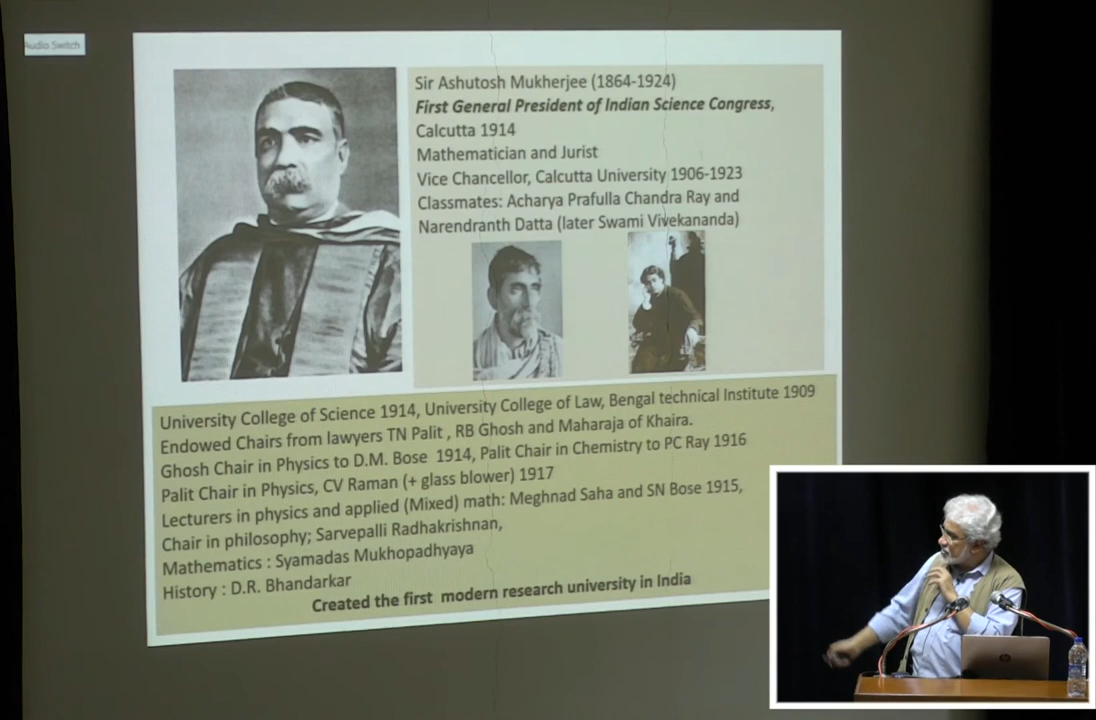 Audio Switch
Sir Ashutosh Mukherjee (1864-1924)
First General President of Indian Science Congress,
Calcutta 1914
Mathematician and Jurist
Vice Chancellor, Calcutta University 1906-1923
Classmates: Acharya Prafulla Chandra Ray and
Narendranth Datta (later Swami Vivekananda)
University College of Science 1914, University College of Law, Bengal technical Institute 1909
Endowed Chairs from lawyers TN Palit , RB Ghosh and Maharaja of Khaira.
Ghosh Chair in Physics to D.M. Bose 1914, Palit Chair in Chemistry to PC Ray 1916
Palit Chair in Physics, CV Raman (+ glass blower) 1917
Lecturers in physics and applied (Mixed) math: Meghnad Saha and SN Bose 1915,
Chair in philosophy; Sarvepalli Radhakrishnan,
Mathematics : Syamadas Mukhopadhyaya
History : D.R. Bhandarkar
Created the first modern research university in India